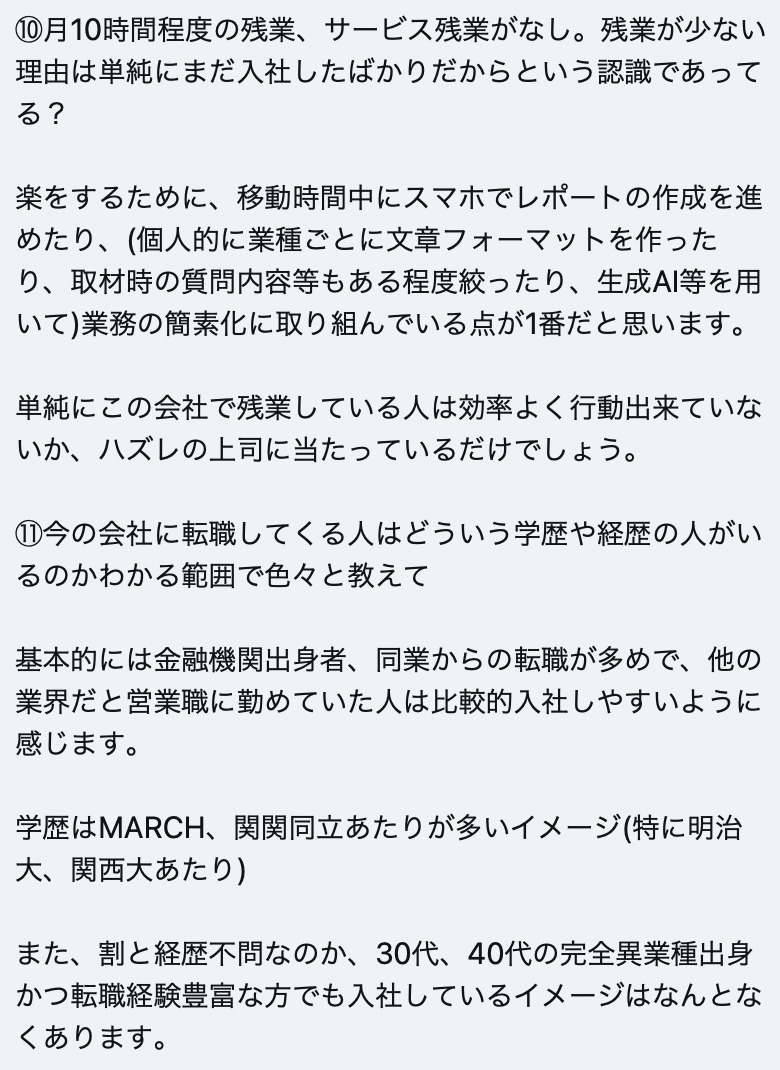 ⑩月10時間程度の残業、サービス残業がなし。残業が少ない
理由は単純にまだ入社したばかりだからという認識であって
る？
楽をするために、移動時間中にスマホでレポートの作成を進
めたり、(個人的に業種ごとに文章フォーマットを作った
り、取材時の質問内容等もある程度絞ったり、生成AI等を用
いて)業務の簡素化に取り組んでいる点が1番だと思います。
単純にこの会社で残業している人は効率よく行動出来ていな
いか、ハズレの上司に当たっているだけでしょう。
⑪今の会社に転職してくる人はどういう学歴や経歴の人がい
るのかわかる範囲で色々と教えて
基本的には金融機関出身者、同業からの転職が多めで、他の
業界だと営業職に勤めていた人は比較的入社しやすいように
感じます。
学歴はMARCH、関関同立あたりが多いイメージ(特に明治
大、関西大あたり)
また、割と経歴不問なのか、30代、40代の完全異業種出身
かつ転職経験豊富な方でも入社しているイメージはなんとな
くあります。